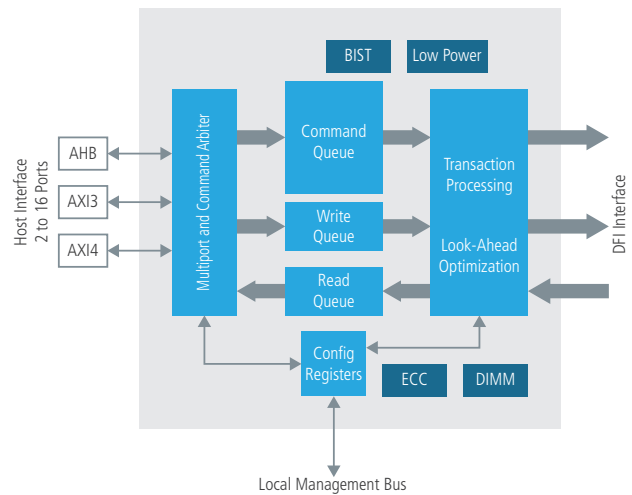 BIST
Low Power
Host Interface
2 to 16 Ports
AHB
AXI3
AXI4
Multiport and Command Arbiter
Command
Queue
Write
Queue
Read
Queue
Transaction
Processing
Look-Ahead
Optimization
DFI Interface
Config
Registers
ECC
DIMM
Local Management Bus